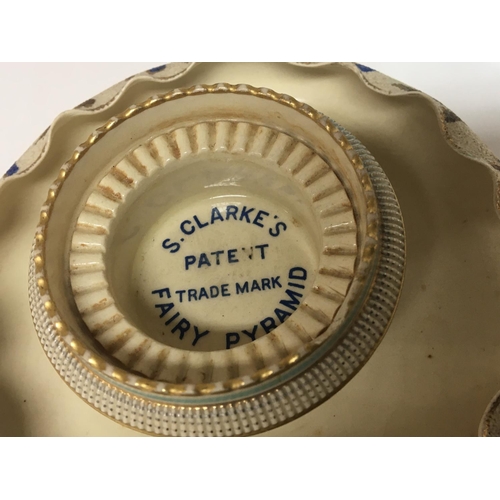 S. CLARKE'S
PATENT
TRADE MARK
FAIRY PYRAMID